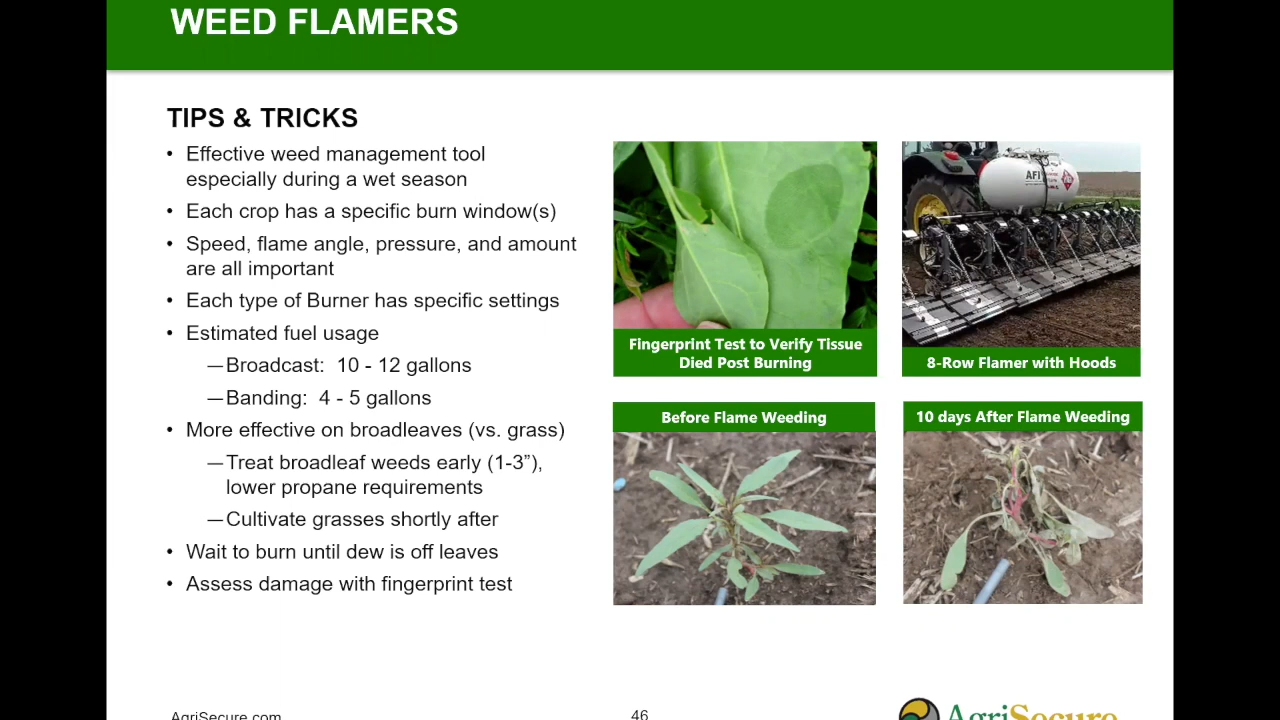 WEED FLAMERS
TIPS & TRICKS
• Effective weed management tool
especially during a wet season
• Each crop has a specific burn window(s)
• Speed, flame angle, pressure, and amount
are all important
• Each type of Burner has specific settings
• Estimated fuel usage
—Broadcast: 10 - 12 gallons
—Banding: 4 - 5 gallons
• More effective on broadleaves (vs. grass)
—Treat broadleaf weeds early (1-3”),
lower propane requirements
—Cultivate grasses shortly after
• Wait to burn until dew is off leaves
• Assess damage with fingerprint test
Fingerprint Test to Verify Tissue
Died Post Burning
AFI
8-Row Flamer with Hoods
Before Flame Weeding
10 days After Flame Weeding
AgriSecure.com
46
AgriSecure